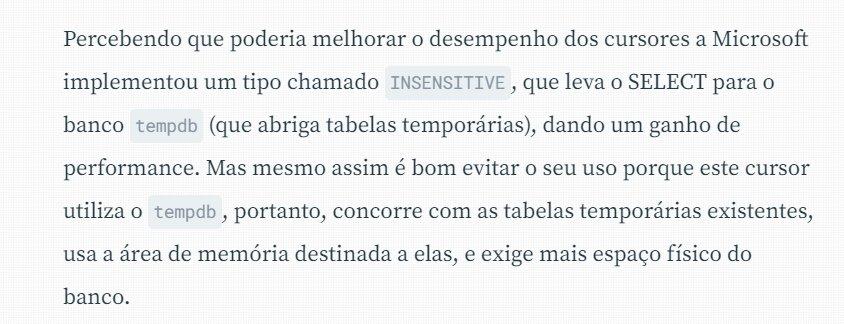 Percebendo que poderia melhorar o desempenho dos cursores a Microsoft
implementou um tipo chamado INSENSITIVE, que leva o SELECT para o
banco tempdb (que abriga tabelas temporárias), dando um ganho de
performance. Mas mesmo assim é bom evitar o seu uso porque este cursor
utiliza o tempdb, portanto, concorre com as tabelas temporárias existentes,
usa a área de memória destinada a elas, e exige mais espaço físico do
banco.